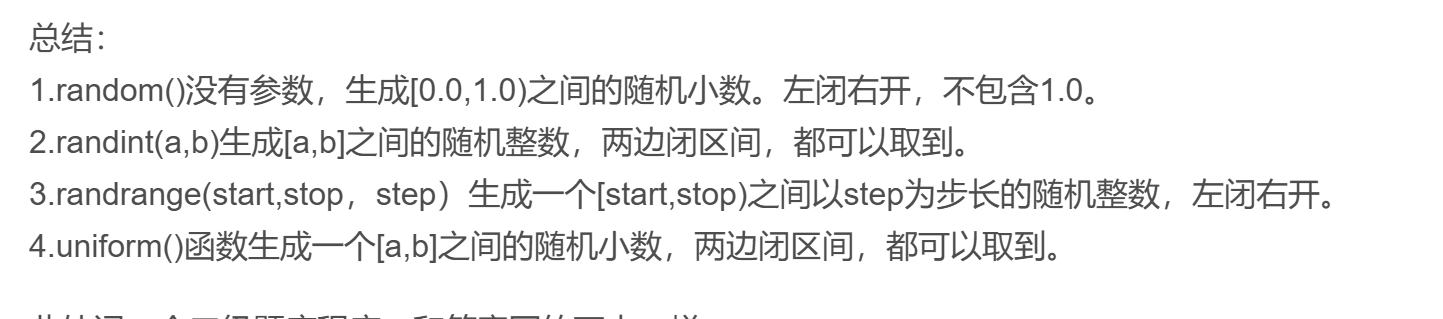 总结：
1.random()没有参数，生成[0.0,1.0)之间的随机小数。左闭右开，不包含1.0。
2.randint(a,b)生成[a,b]之间的随机整数，两边闭区间，都可以取到。
3.randrange(start,stop，step）生成一个[start,stop)之间以step为步长的随机整数，左闭右开。
4.uniform()函数生成一个[a,b]之间的随机小数，两边闭区间，都可以取到。